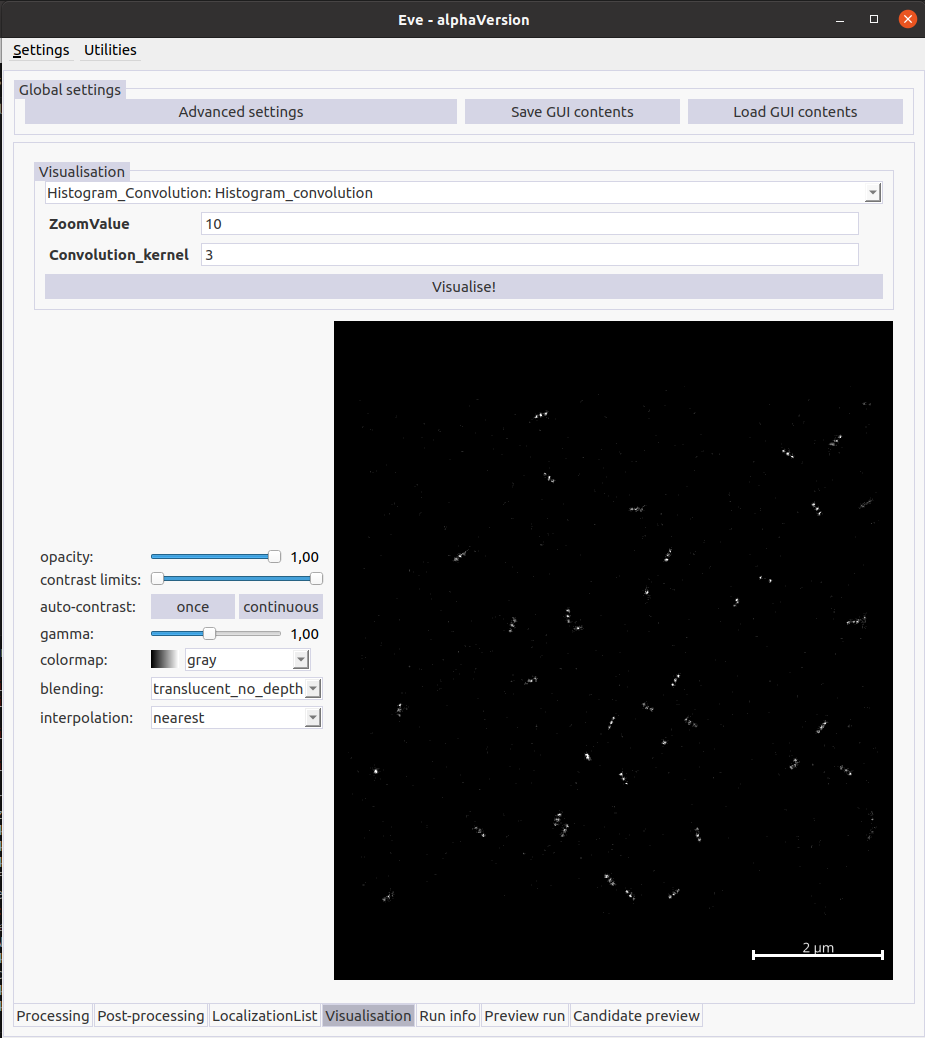 Eve - alphaVersion
Settings Utilities
Global settings
Advanced settings Save GUI contents Load GUI contents
Visualisation
Histogram_Convolution: Histogram_convolution
ZoomValue 10
Convolution_kernel 3
Visualise!
opacity: 1,00
contrast limits:
auto-contrast: once continuous
gamma: 1,00
colormap: gray
blending: translucent_no_depth
interpolation: nearest
2 µm
Processing Post-processing LocalizationList Visualisation Run info Preview run Candidate preview